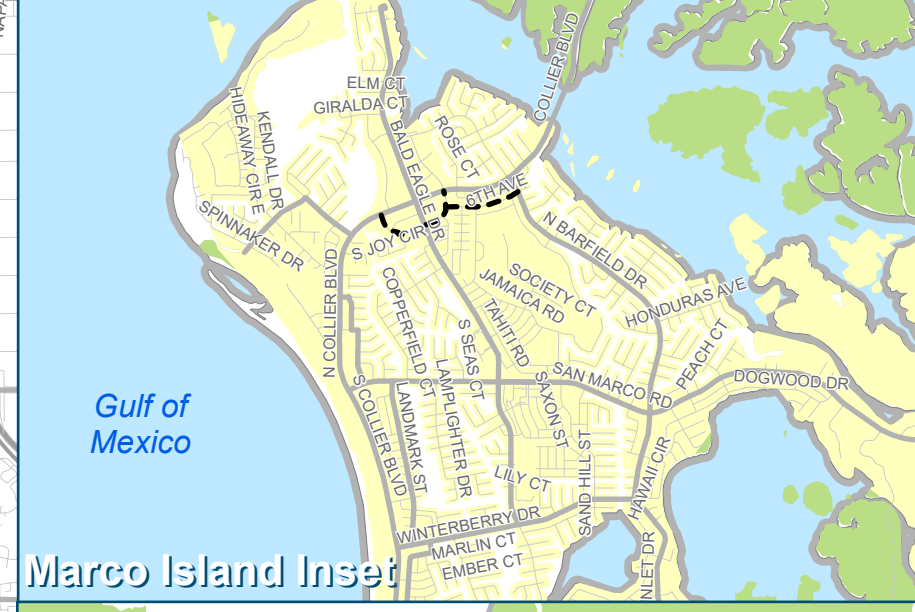 NAPA
COLLIER BLVD
ELM CT
GIRALDA CT
HIDEAWAY CIR E
KENDALL DR
BALD EAGLE DR
ROSE CT
6TH AVE
SPINNAKER DR
S JOY CIR
N BARFIELD DR
N COLLIER BLVD
SOCIETY CT
JAMAICA RD
HONDURAS AVE
COPPERFIELD CT
TAHITI RD
S SEAS CT
PEACH CT
SAN MARCO RD
DOGWOOD DR
S COLLIER BLVD
LANDMARK ST
LAMPLIGHTER DR
SAXON ST
Gulf of
Mexico
SAND HILL ST
HAWAII CIR
LILY CT
WINTERBERRY DR
MARLIN CT
EMBER CT
NLET DR
Marco Island Inset